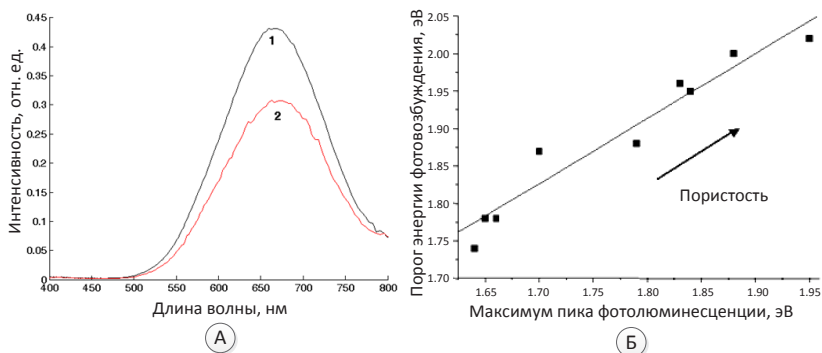 Интенсивность, отн. ед.
0.45
0.4
0.35
0.3
0.25
0.2
0.15
0.1
0.05
0
400 450 500 550 600 650 700 750 800
1
2
Длина волны, нм
А
Порог энергии фотовозбуждения, эВ
2.05
2.00
1.95
1.90
1.85
1.80
1.75
1.70
1.65 1.70 1.75 1.80 1.85 1.90 1.95
Пористость
Максимум пика фотолюминесценции, эВ
Б